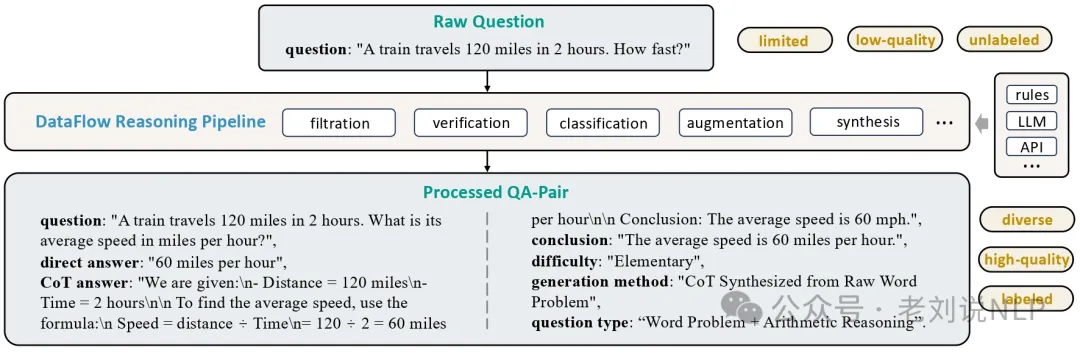 Raw Question
question: "A train travels 120 miles in 2 hours. How fast?"
limited
low-quality
unlabeled
DataFlow Reasoning Pipeline
filtration
verification
classification
augmentation
synthesis
...
rules
LLM
API
...
Processed QA-Pair
question: "A train travels 120 miles in 2 hours. What is its
average speed in miles per hour?",
direct answer: "60 miles per hour",
CoT answer: "We are given:\n- Distance = 120 miles\n-
Time = 2 hours\n\n To find the average speed, use the
formula:\n Speed = distance ÷ Time\n= 120 ÷ 2 = 60 miles
per hour\n\n Conclusion: The average speed is 60 mph.",
conclusion: "The average speed is 60 miles per hour.",
difficulty: "Elementary",
generation method: "CoT Synthesized from Raw Word
Problem",
question type: “Word Problem + Arithmetic Reasoning”.
diverse
high-quality
labeled
公众号 · 老刘说NLP